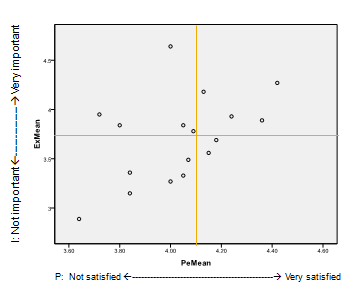 I: Not important<------------> Very important
ExMean
4.5
4
3.5
3
3.60 3.80 4.00 4.20 4.40 4.60
PeMean
P: Not satisfied <--------------------------------------------> Very satisfied